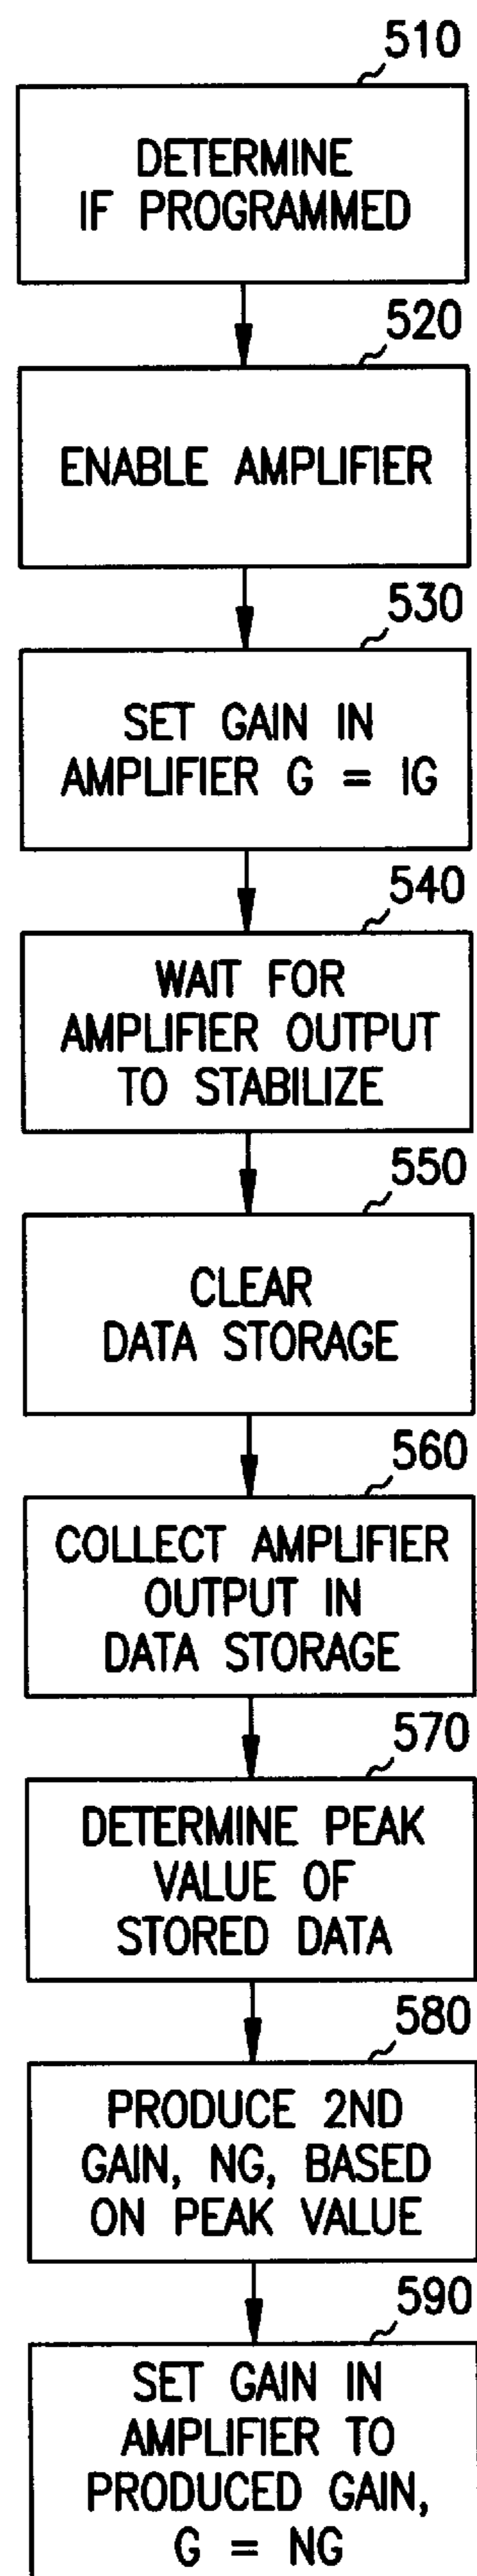 510
DETERMINE
IF PROGRAMMED
520
ENABLE AMPLIFIER
530
SET GAIN IN
AMPLIFIER G = IG
540
WAIT FOR
AMPLIFIER OUTPUT
TO STABILIZE
550
CLEAR
DATA STORAGE
560
COLLECT AMPLIFIER
OUTPUT IN
DATA STORAGE
570
DETERMINE PEAK
VALUE OF
STORED DATA
580
PRODUCE 2ND
GAIN, NG, BASED
ON PEAK VALUE
590
SET GAIN IN
AMPLIFIER TO
PRODUCED GAIN,
G = NG